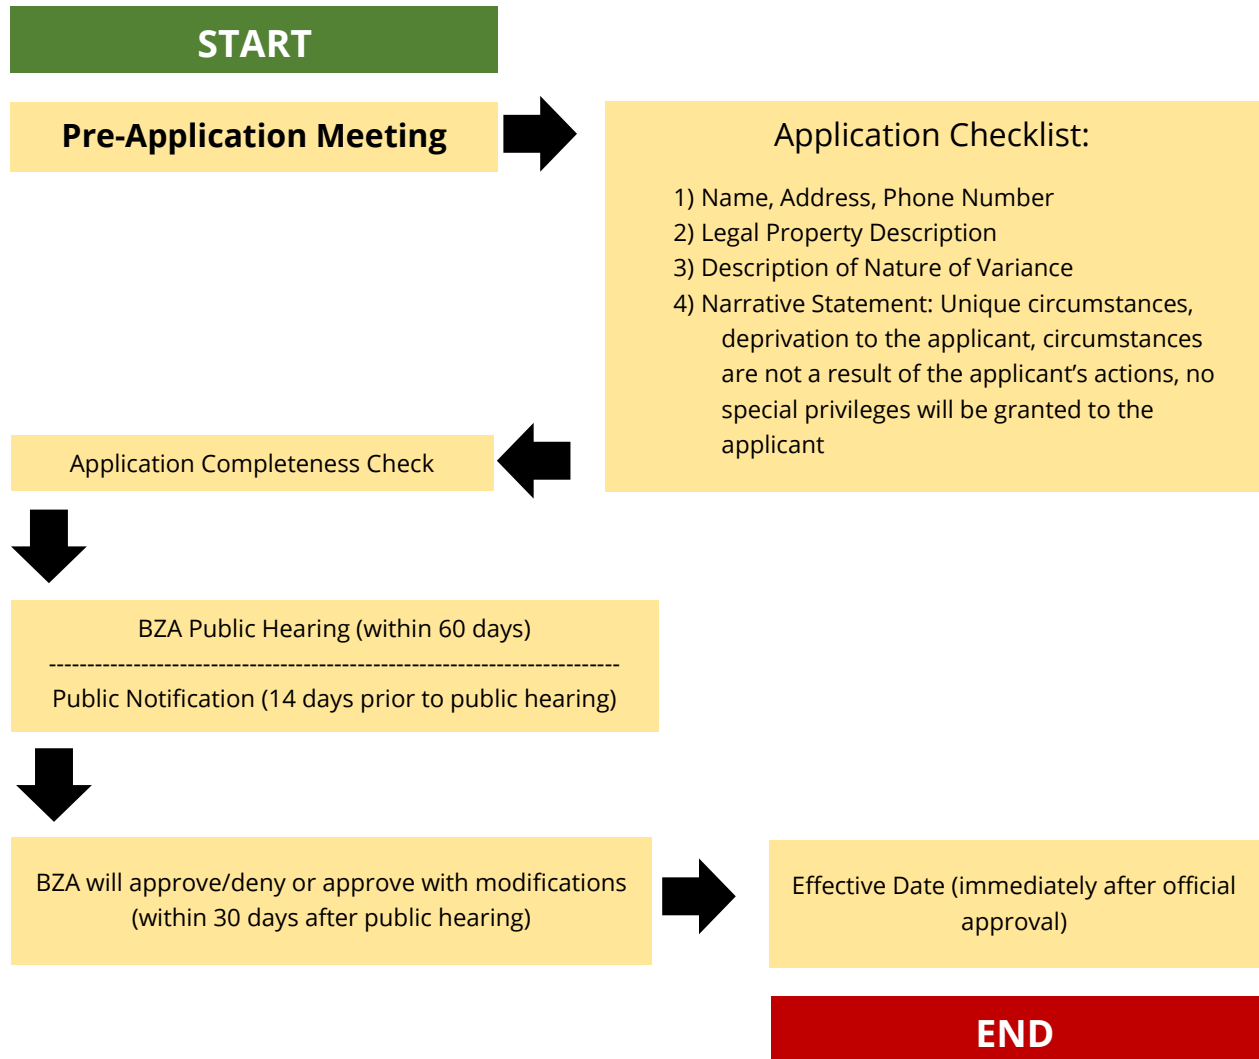 START
Pre-Application Meeting
Application Checklist:
1) Name, Address, Phone Number
2) Legal Property Description
3) Description of Nature of Variance
4) Narrative Statement: Unique circumstances,
deprivation to the applicant, circumstances
are not a result of the applicant’s actions, no
special privileges will be granted to the
applicant
Application Completeness Check
BZA Public Hearing (within 60 days)
--------------------------------------------------------------------------
Public Notification (14 days prior to public hearing)
BZA will approve/deny or approve with modifications
(within 30 days after public hearing)
Effective Date (immediately after official
approval)
END